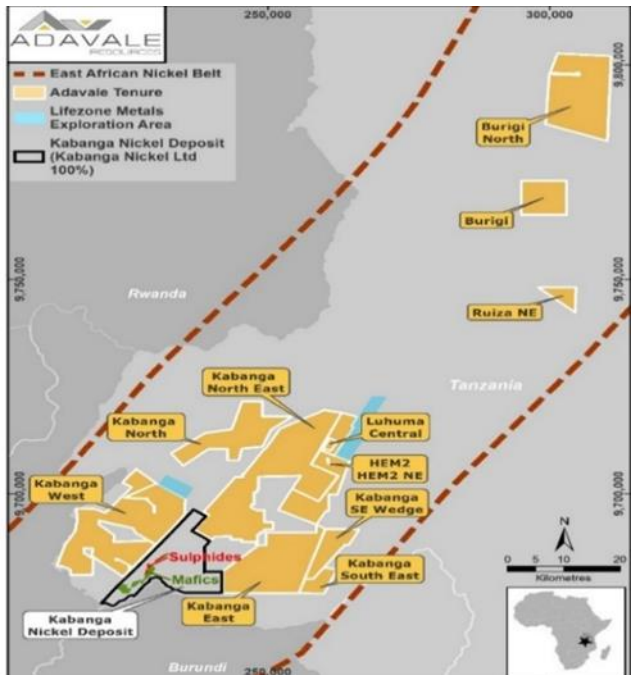 ADAVALE
RESOURCES
East African Nickel Belt
Adavale Tenure
Lifezone Metals
Exploration Area
Kabanga Nickel Deposit
(Kabanga Nickel Ltd
100%)
250,000
300,000
9,800,000
Burigi
North
Burigi
9,750,000
9,750,000
Ruiza NE
Rwanda
Tanzania
Kabanga
North East
Kabanga
North
Luhuma
Central
HEM2
HEM2 NE
Kabanga
West
Kabanga
SE Wedge
9,700,000
9,700,000
Sulphides
Mafics
Kabanga
South East
Kabanga
Nickel Deposit
Kabanga
East
N
0 10 20
Kilometres
Burundi
250,000